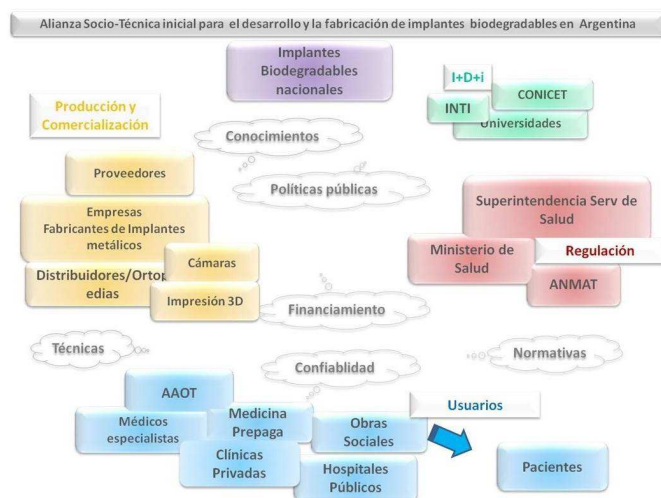 Alianza Socio-Técnica inicial para el desarrollo y la fabricación de implantes biodegradables en Argentina
Implantes
Biodegradables
nacionales
I+D+i
CONICET
INTI
Universidades
Producción y
Comercialización
Conocimientos
Políticas públicas
Proveedores
Empresas
Fabricantes de Implantes
metálicos
Distribuidores/Ortop
edias
Cámaras
Impresión 3D
Superintendencia Serv de
Salud
Ministerio de
Salud
Regulación
ANMAT
Financiamiento
Técnicas
Confiablidad
Normativas
AAOT
Médicos
especialistas
Medicina
Prepaga
Clínicas
Privadas
Obras
Sociales
Hospitales
Públicos
Usuarios
Pacientes